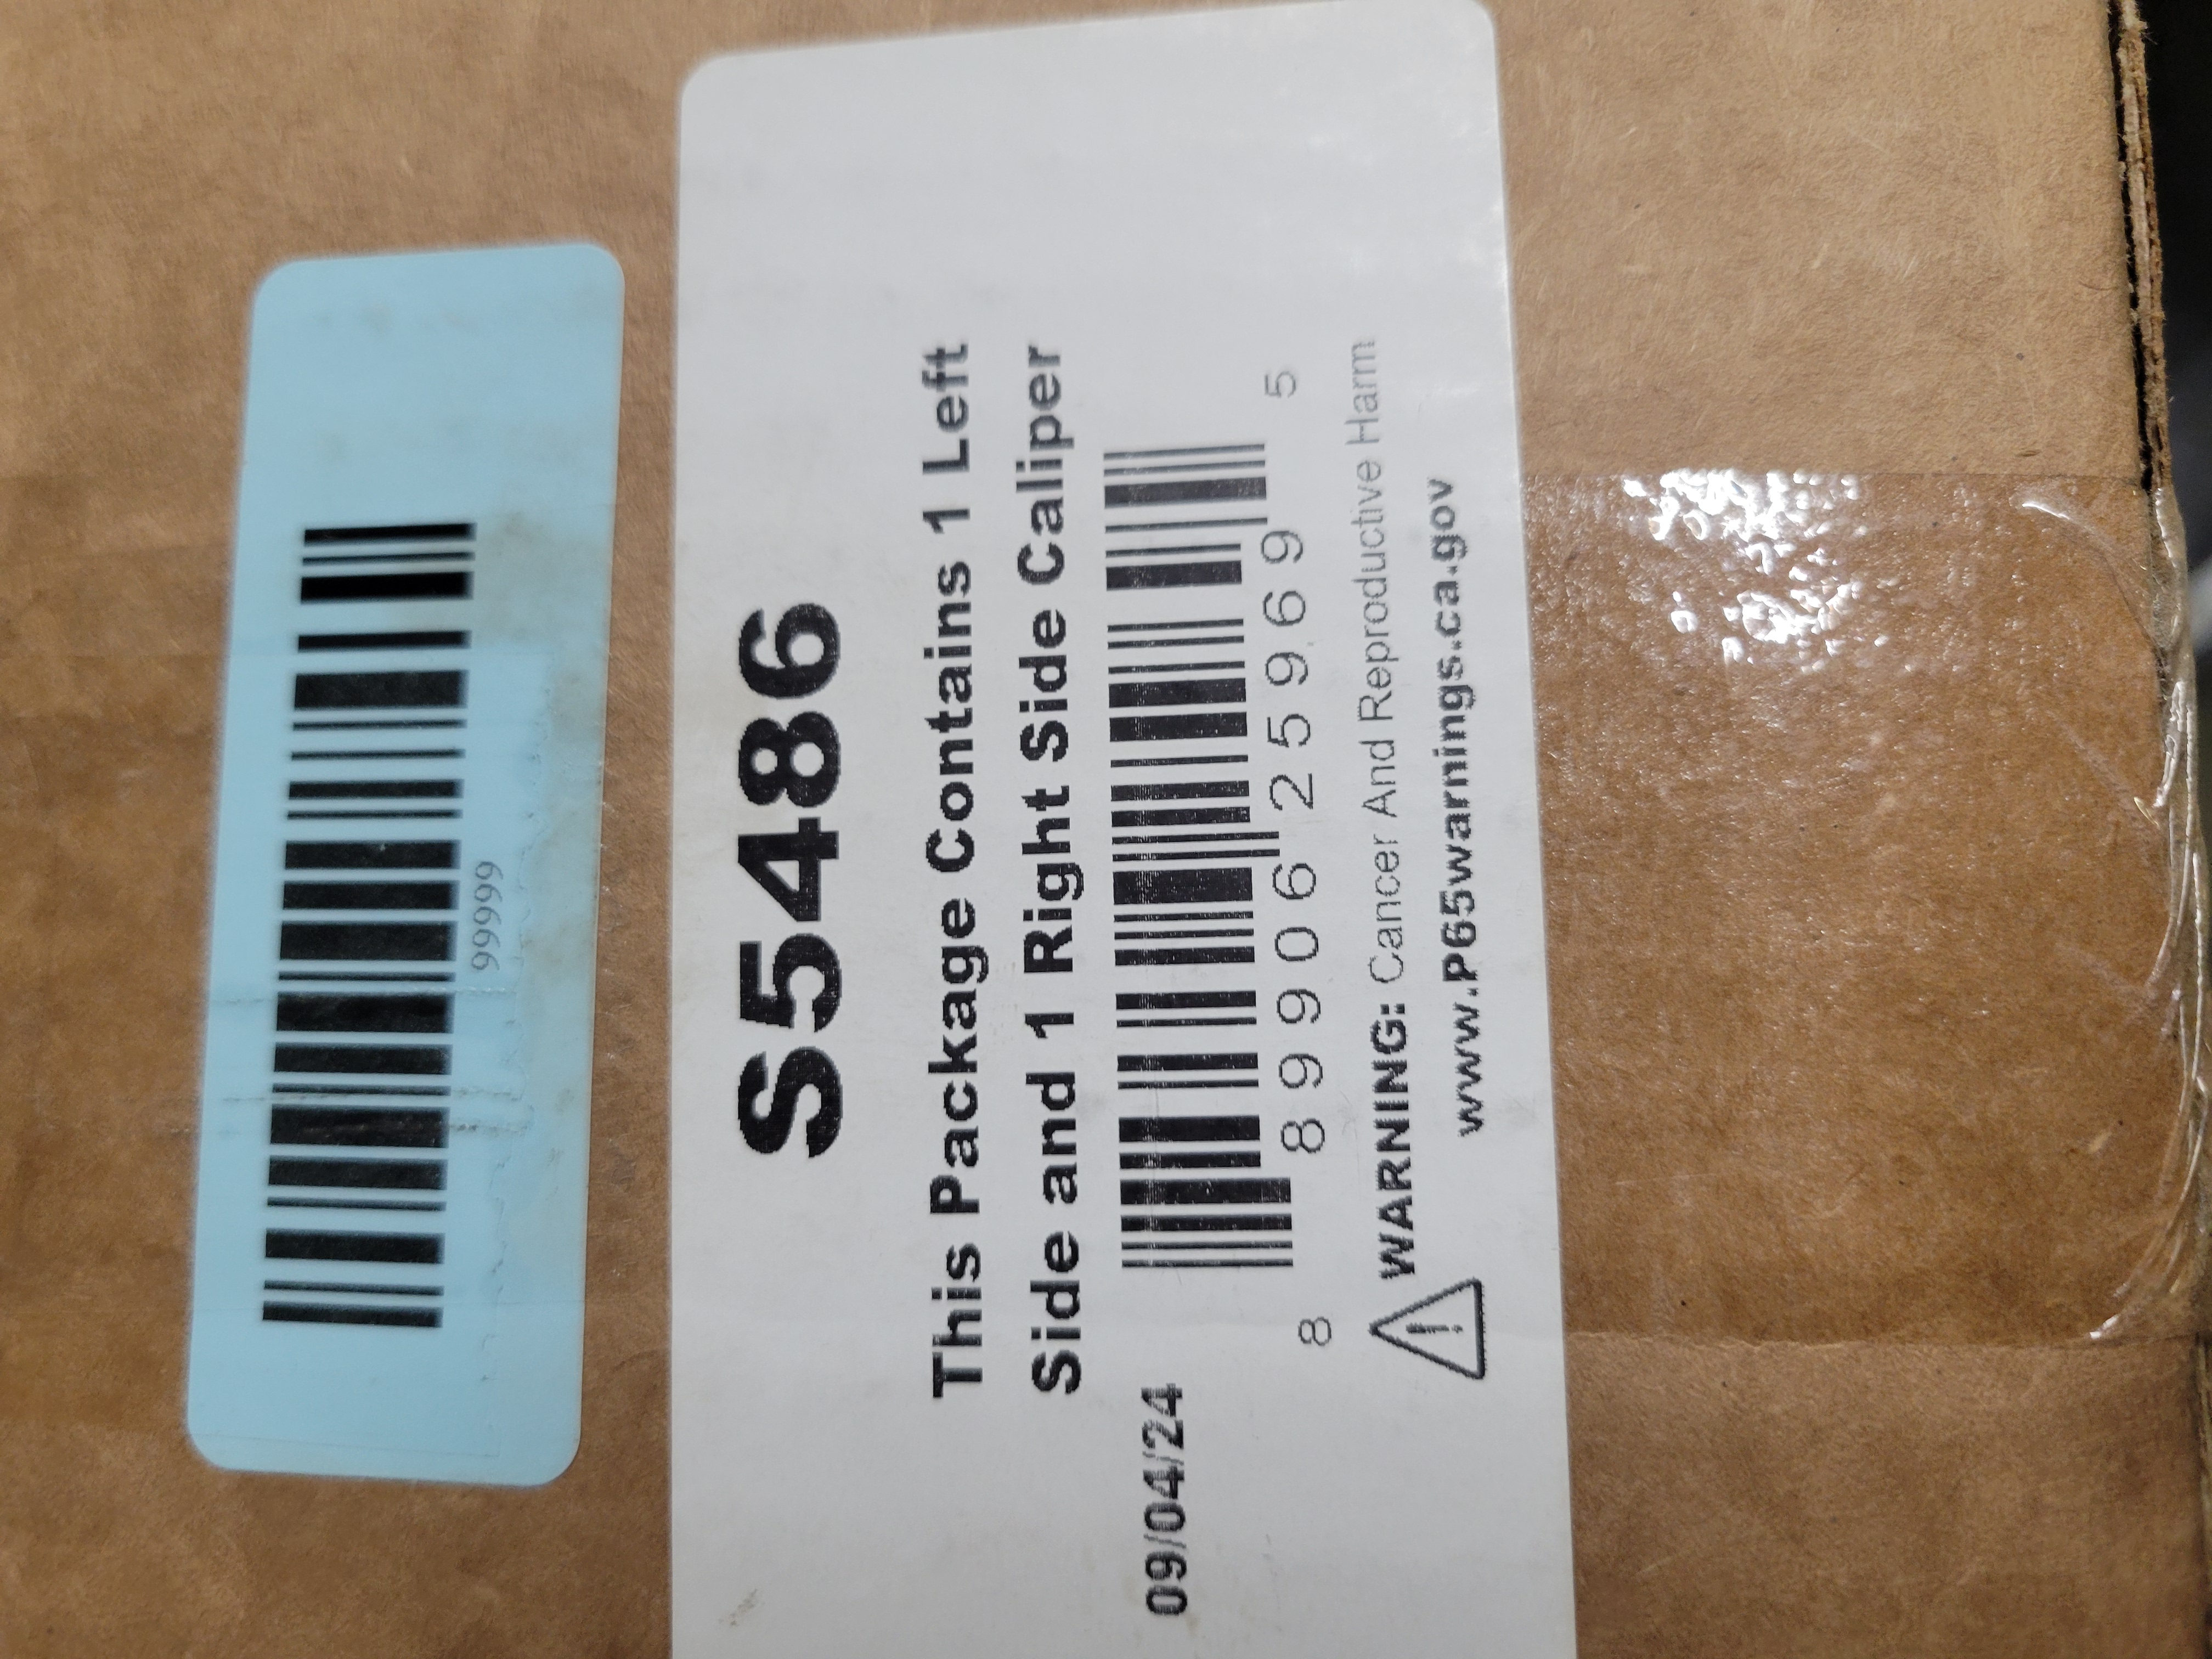 99999
S5486
This Package Contains 1 Left
Side and 1 Right Side Caliper
09/04/24
8 89906 25969 5
WARNING: Cancer And Reproductive Harm
www.P65warnings.ca.gov